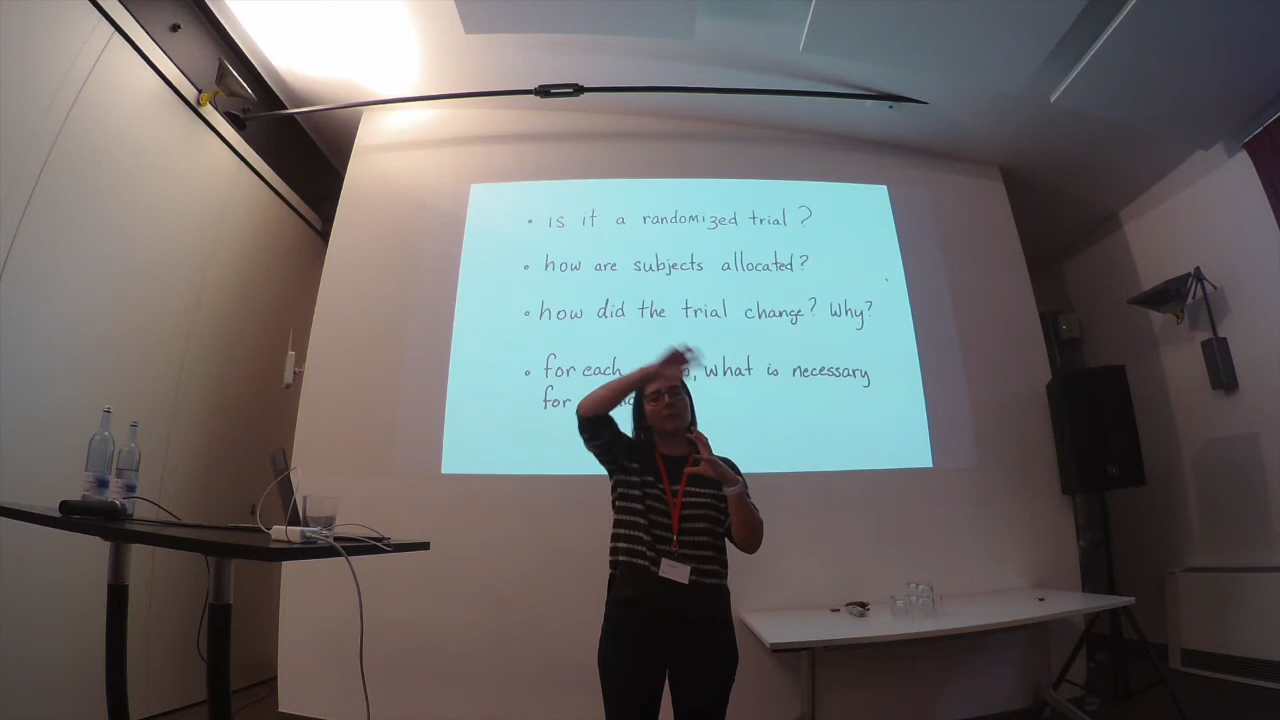 • is it a randomized trial?
• how are subjects allocated?
• how did the trial change? Why?
• for each what is necessary
for